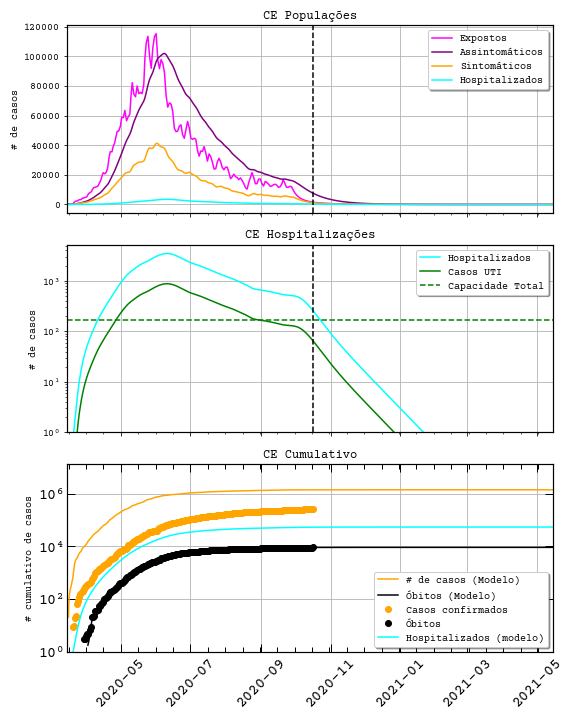 CE Populações
120000
100000
80000
60000
40000
20000
0
# de casos
Expostos
Assintomáticos
Sintomáticos
Hospitalizados
CE Hospitalizações
10³
10²
10¹
10⁰
# de casos
Hospitalizados
Casos UTI
Capacidade Total
CE Cumulativo
10⁶
10⁴
10²
10⁰
# cumulativo de casos
# de casos (Modelo)
Óbitos (Modelo)
Casos confirmados
Óbitos
Hospitalizados (modelo)
2020-05
2020-07
2020-09
2020-11
2021-01
2021-03
2021-05